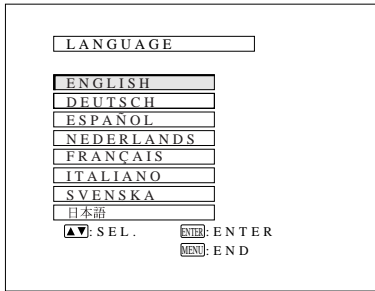 LANGUAGE
ENGLISH
DEUTSCH
ESPAÑOL
NEDERLANDS
FRANÇAIS
ITALIANO
SVENSKA
日本語
▲▼: SEL. ENTER: ENTER
MENU: END